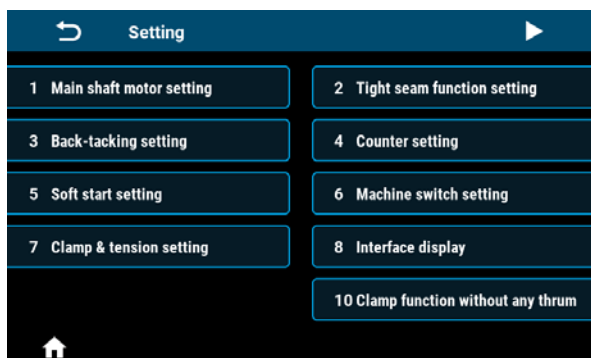 Setting
1 Main shaft motor setting
2 Tight seam function setting
3 Back-tacking setting
4 Counter setting
5 Soft start setting
6 Machine switch setting
7 Clamp & tension setting
8 Interface display
10 Clamp function without any thrum